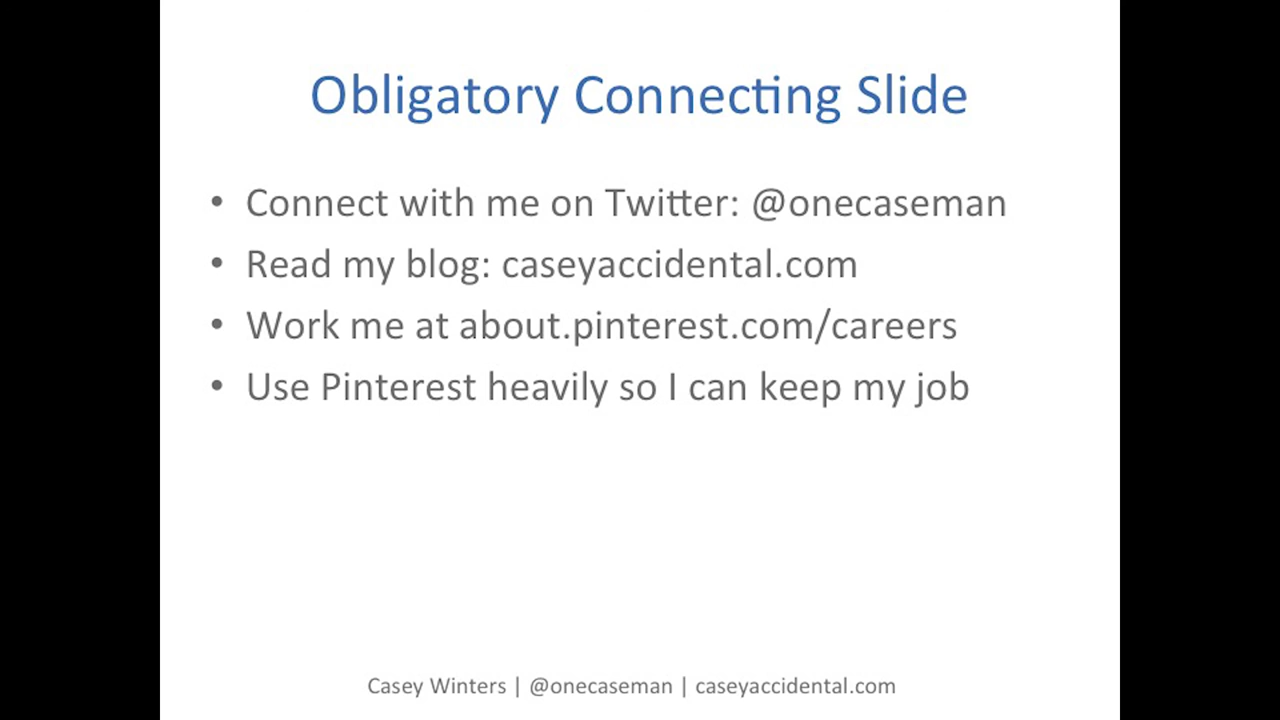 Obligatory Connecting Slide
• Connect with me on Twitter: @onecaseman
• Read my blog: caseyaccidental.com
• Work me at about.pinterest.com/careers
• Use Pinterest heavily so I can keep my job
Casey Winters | @onecaseman | caseyaccidental.com